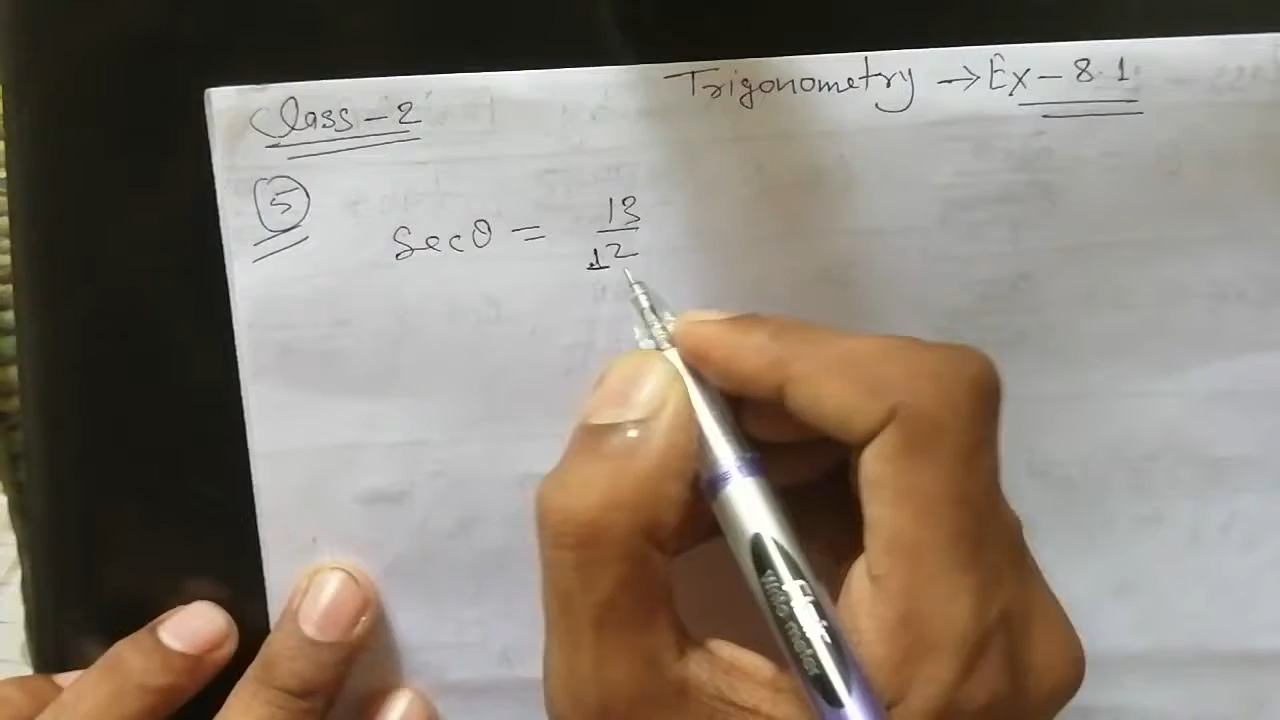 Class - 2
Trigonometry → Ex - 8.1
5
secθ = 13/12